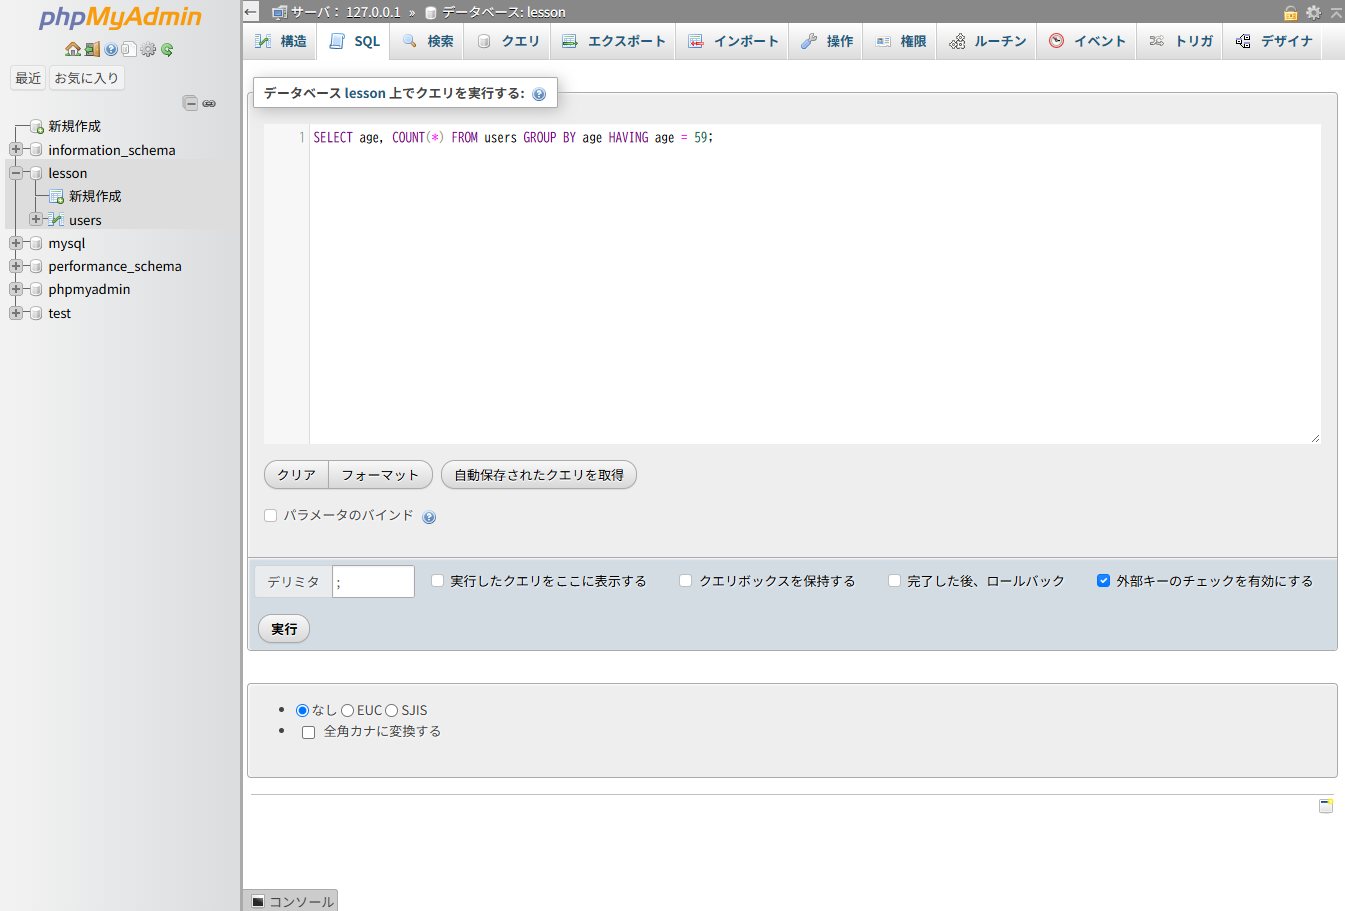 phpMyAdmin
最近 お気に入り
新規作成
information_schema
lesson
新規作成
users
mysql
performance_schema
phpmyadmin
test
サーバ: 127.0.0.1 » データベース: lesson
構造 SQL 検索 クエリ エクスポート インポート 操作 権限 ルーチン イベント トリガ デザイナ
データベース lesson 上でクエリを実行する:
1 SELECT age, COUNT(*) FROM users GROUP BY age HAVING age = 59;
クリア フォーマット 自動保存されたクエリを取得
パラメータのバインド
デリミタ ; 実行したクエリをここに表示する クエリボックスを保持する 完了した後、ロールバック 外部キーのチェックを有効にする
実行
なし EUC SJIS
全角カナに変換する
コンソール